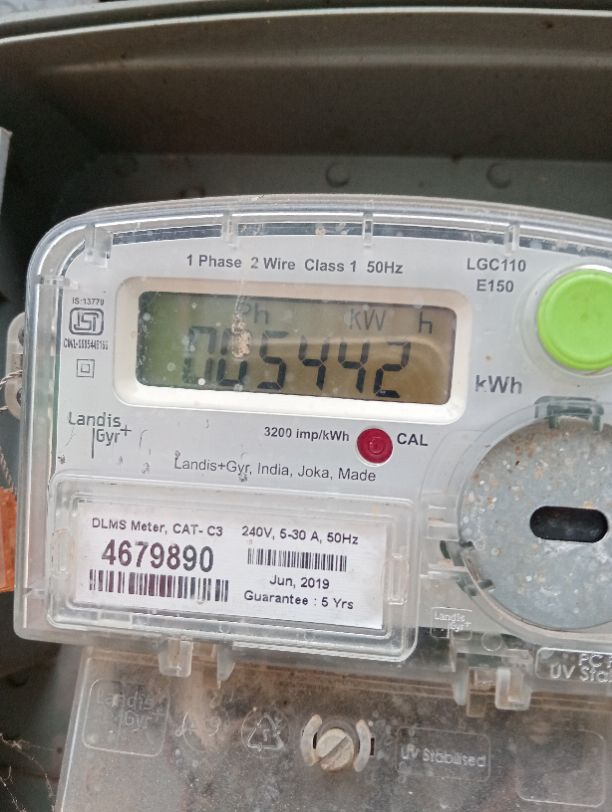 1 Phase 2 Wire Class 1 50Hz
LGC110
E150
IS:13779
kW h
005442
kWh
Landis
Gyr+
3200 imp/kWh
CAL
Landis+Gyr, India, Joka, Made
DLMS Meter, CAT- C3
240V, 5-30 A, 50Hz
4679890
Jun, 2019
Guarantee : 5 Yrs
Landis
Gyr+
UV Stabilised